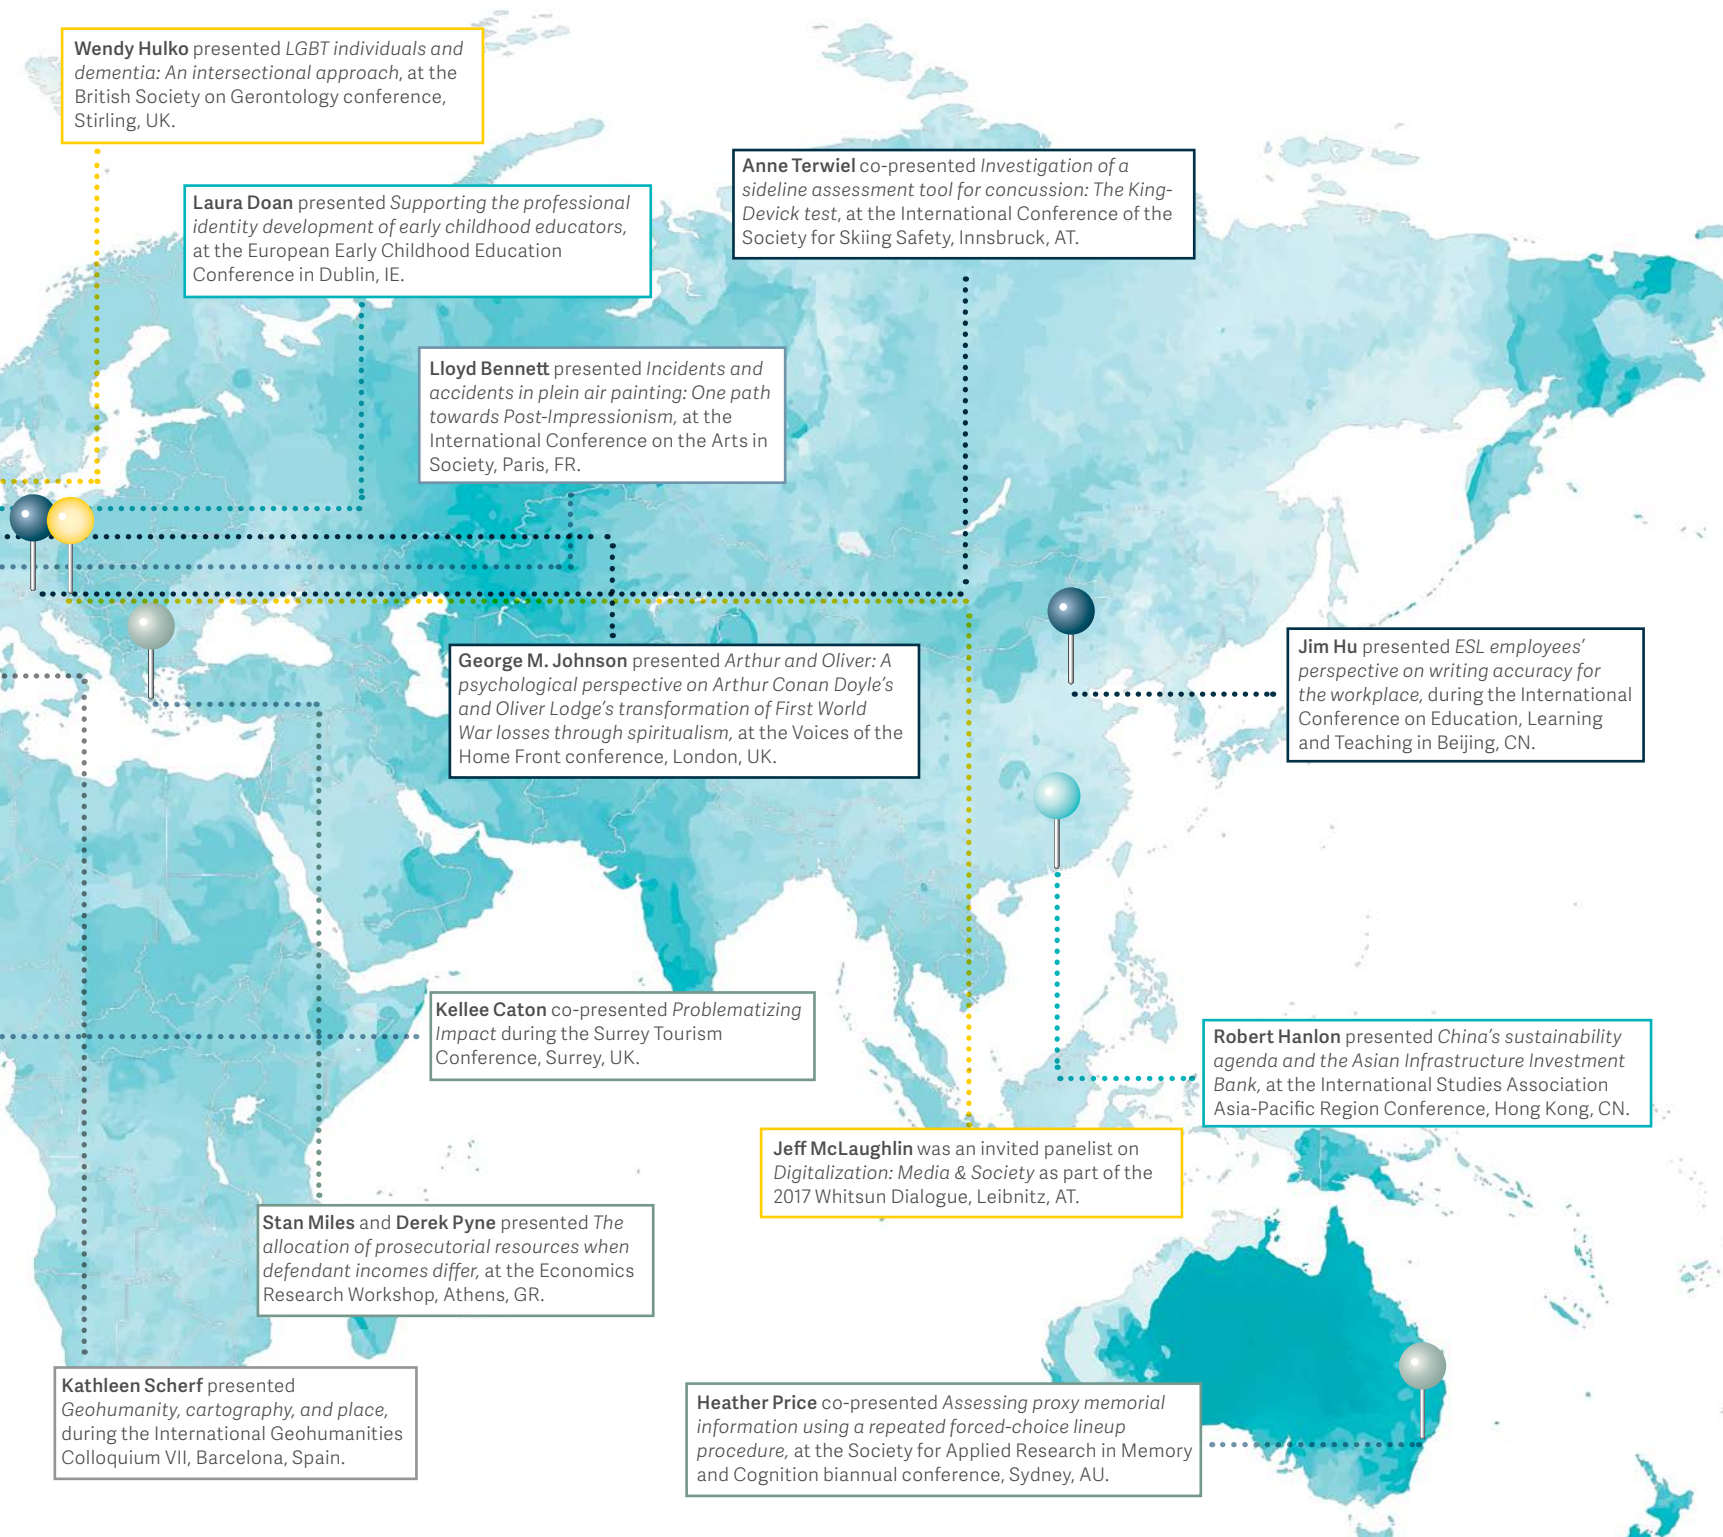 Wendy Hulko presented LGBT individuals and
dementia: An intersectional approach, at the
British Society on Gerontology conference,
Stirling, UK.
Anne Terwiel co-presented Investigation of a
sideline assessment tool for concussion: The King-
Devick test, at the International Conference of the
Society for Skiing Safety, Innsbruck, AT.
Laura Doan presented Supporting the professional
identity development of early childhood educators,
at the European Early Childhood Education
Conference in Dublin, IE.
Lloyd Bennett presented Incidents and
accidents in plein air painting: One path
towards Post-Impressionism, at the
International Conference on the Arts in
Society, Paris, FR.
George M. Johnson presented Arthur and Oliver: A
psychological perspective on Arthur Conan Doyle's
and Oliver Lodge's transformation of First World
War losses through spiritualism, at the Voices of the
Home Front conference, London, UK.
Jim Hu presented ESL employees'
perspective on writing accuracy for
the workplace, during the International
Conference on Education, Learning
and Teaching in Beijing, CN.
Kellee Caton co-presented Problematizing
Impact during the Surrey Tourism
Conference, Surrey, UK.
Robert Hanlon presented China's sustainability
agenda and the Asian Infrastructure Investment
Bank, at the International Studies Association
Asia-Pacific Region Conference, Hong Kong, CN.
Jeff McLaughlin was an invited panelist on
Digitalization: Media & Society as part of the
2017 Whitsun Dialogue, Leibnitz, AT.
Stan Miles and Derek Pyne presented The
allocation of prosecutorial resources when
defendant incomes differ, at the Economics
Research Workshop, Athens, GR.
Kathleen Scherf presented
Geohumanity, cartography, and place,
during the International Geohumanities
Colloquium VII, Barcelona, Spain.
Heather Price co-presented Assessing proxy memorial
information using a repeated forced-choice lineup
procedure, at the Society for Applied Research in Memory
and Cognition biannual conference, Sydney, AU.